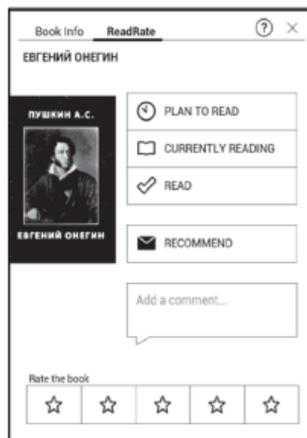 Book Info ReadRate ? ×
ЕВГЕНИЙ ОНЕГИН
ПУШКИН А.С.
ЕВГЕНИЙ ОНЕГИН
PLAN TO READ
CURRENTLY READING
READ
RECOMMEND
Add a comment...
Rate the book